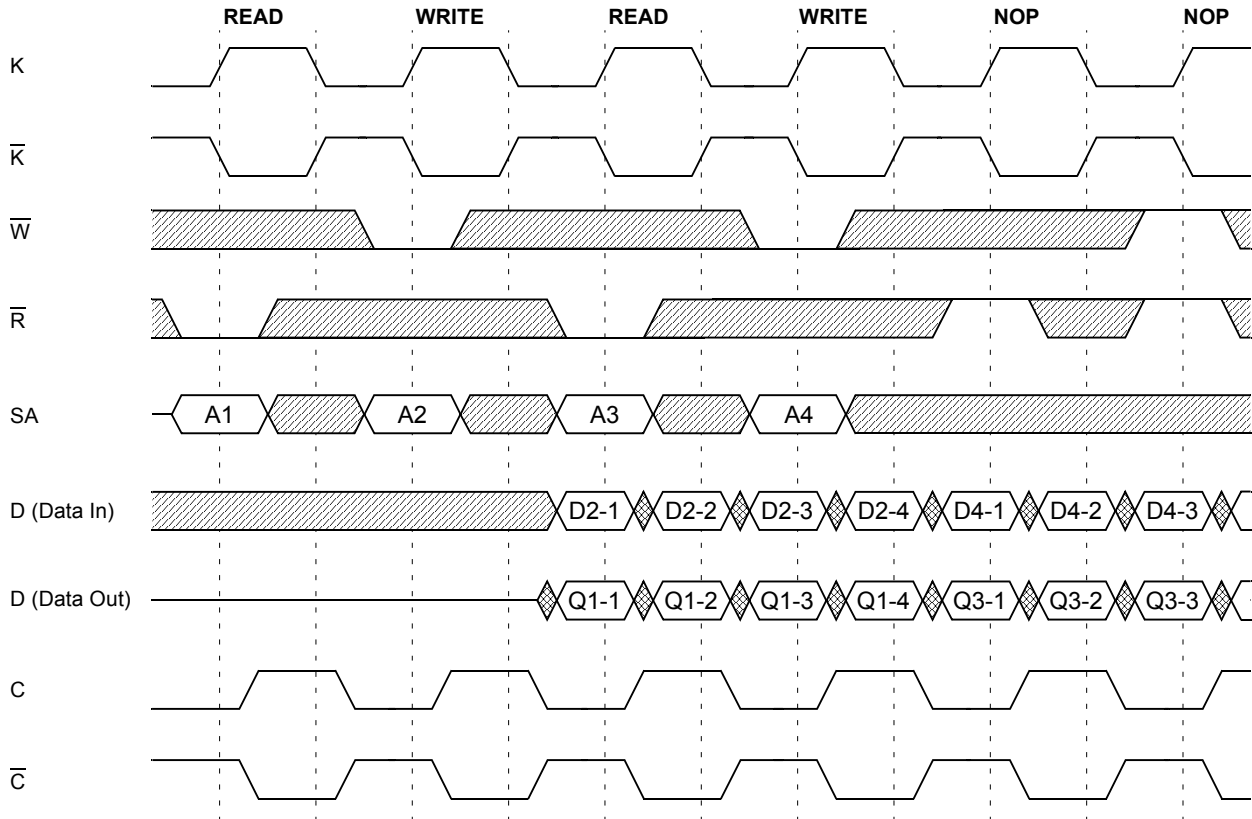 READ WRITE READ WRITE NOP NOP
K
K̅
W̅
R̅
SA A1 A2 A3 A4
D (Data In) D2-1 D2-2 D2-3 D2-4 D4-1 D4-2 D4-3
D (Data Out) Q1-1 Q1-2 Q1-3 Q1-4 Q3-1 Q3-2 Q3-3
C
C̅